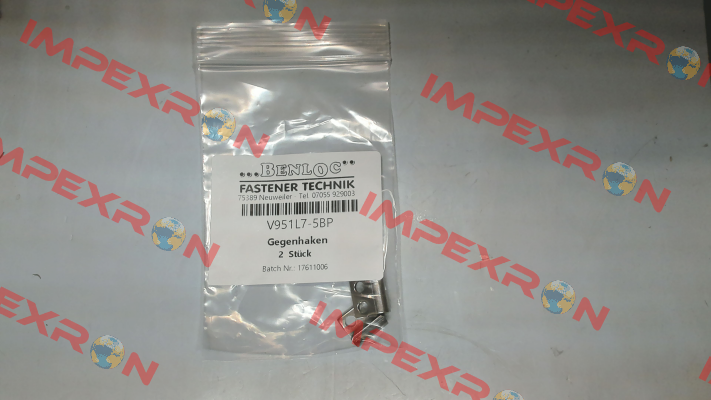 IMPEXRON
IMPEXRON
IMPEXRON
IMPEXRON
IMPEXRON
IMPEXRON
IMPEXRON
...BENLOC...
FASTENER TECHNIK
75389 Neuweiler - Tel. 07055 929003
V951L7-5BP
Gegenhaken
2 Stück
Batch Nr.: 17611006